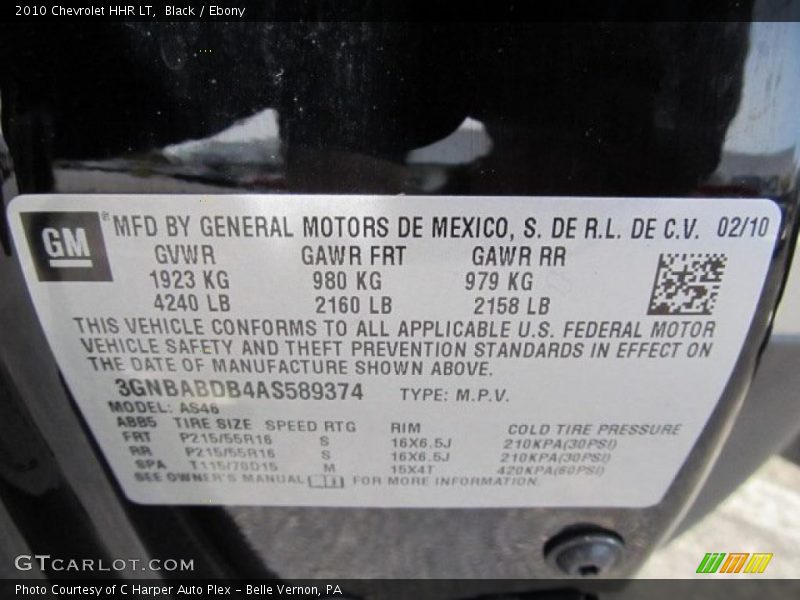 2010 Chevrolet HHR LT, Black / Ebony
GM ® MFD BY GENERAL MOTORS DE MEXICO, S. DE R.L. DE C.V. 02/10
GVWR GAWR FRT GAWR RR
1923 KG 980 KG 979 KG
4240 LB 2160 LB 2158 LB
THIS VEHICLE CONFORMS TO ALL APPLICABLE U.S. FEDERAL MOTOR
VEHICLE SAFETY AND THEFT PREVENTION STANDARDS IN EFFECT ON
THE DATE OF MANUFACTURE SHOWN ABOVE.
3GNBABDB4AS589374 TYPE: M.P.V.
MODEL: AS46
ABB5 TIRE SIZE SPEED RTG RIM COLD TIRE PRESSURE
FRT P215/55R16 S 16X6.5J 210KPA(30PSI)
RR P215/55R16 S 16X6.5J 210KPA(30PSI)
SPA T115/70D15 M 15X4T 420KPA(60PSI)
SEE OWNER'S MANUAL FOR MORE INFORMATION.
GTCARLOT.COM
Photo Courtesy of C Harper Auto Plex - Belle Vernon, PA